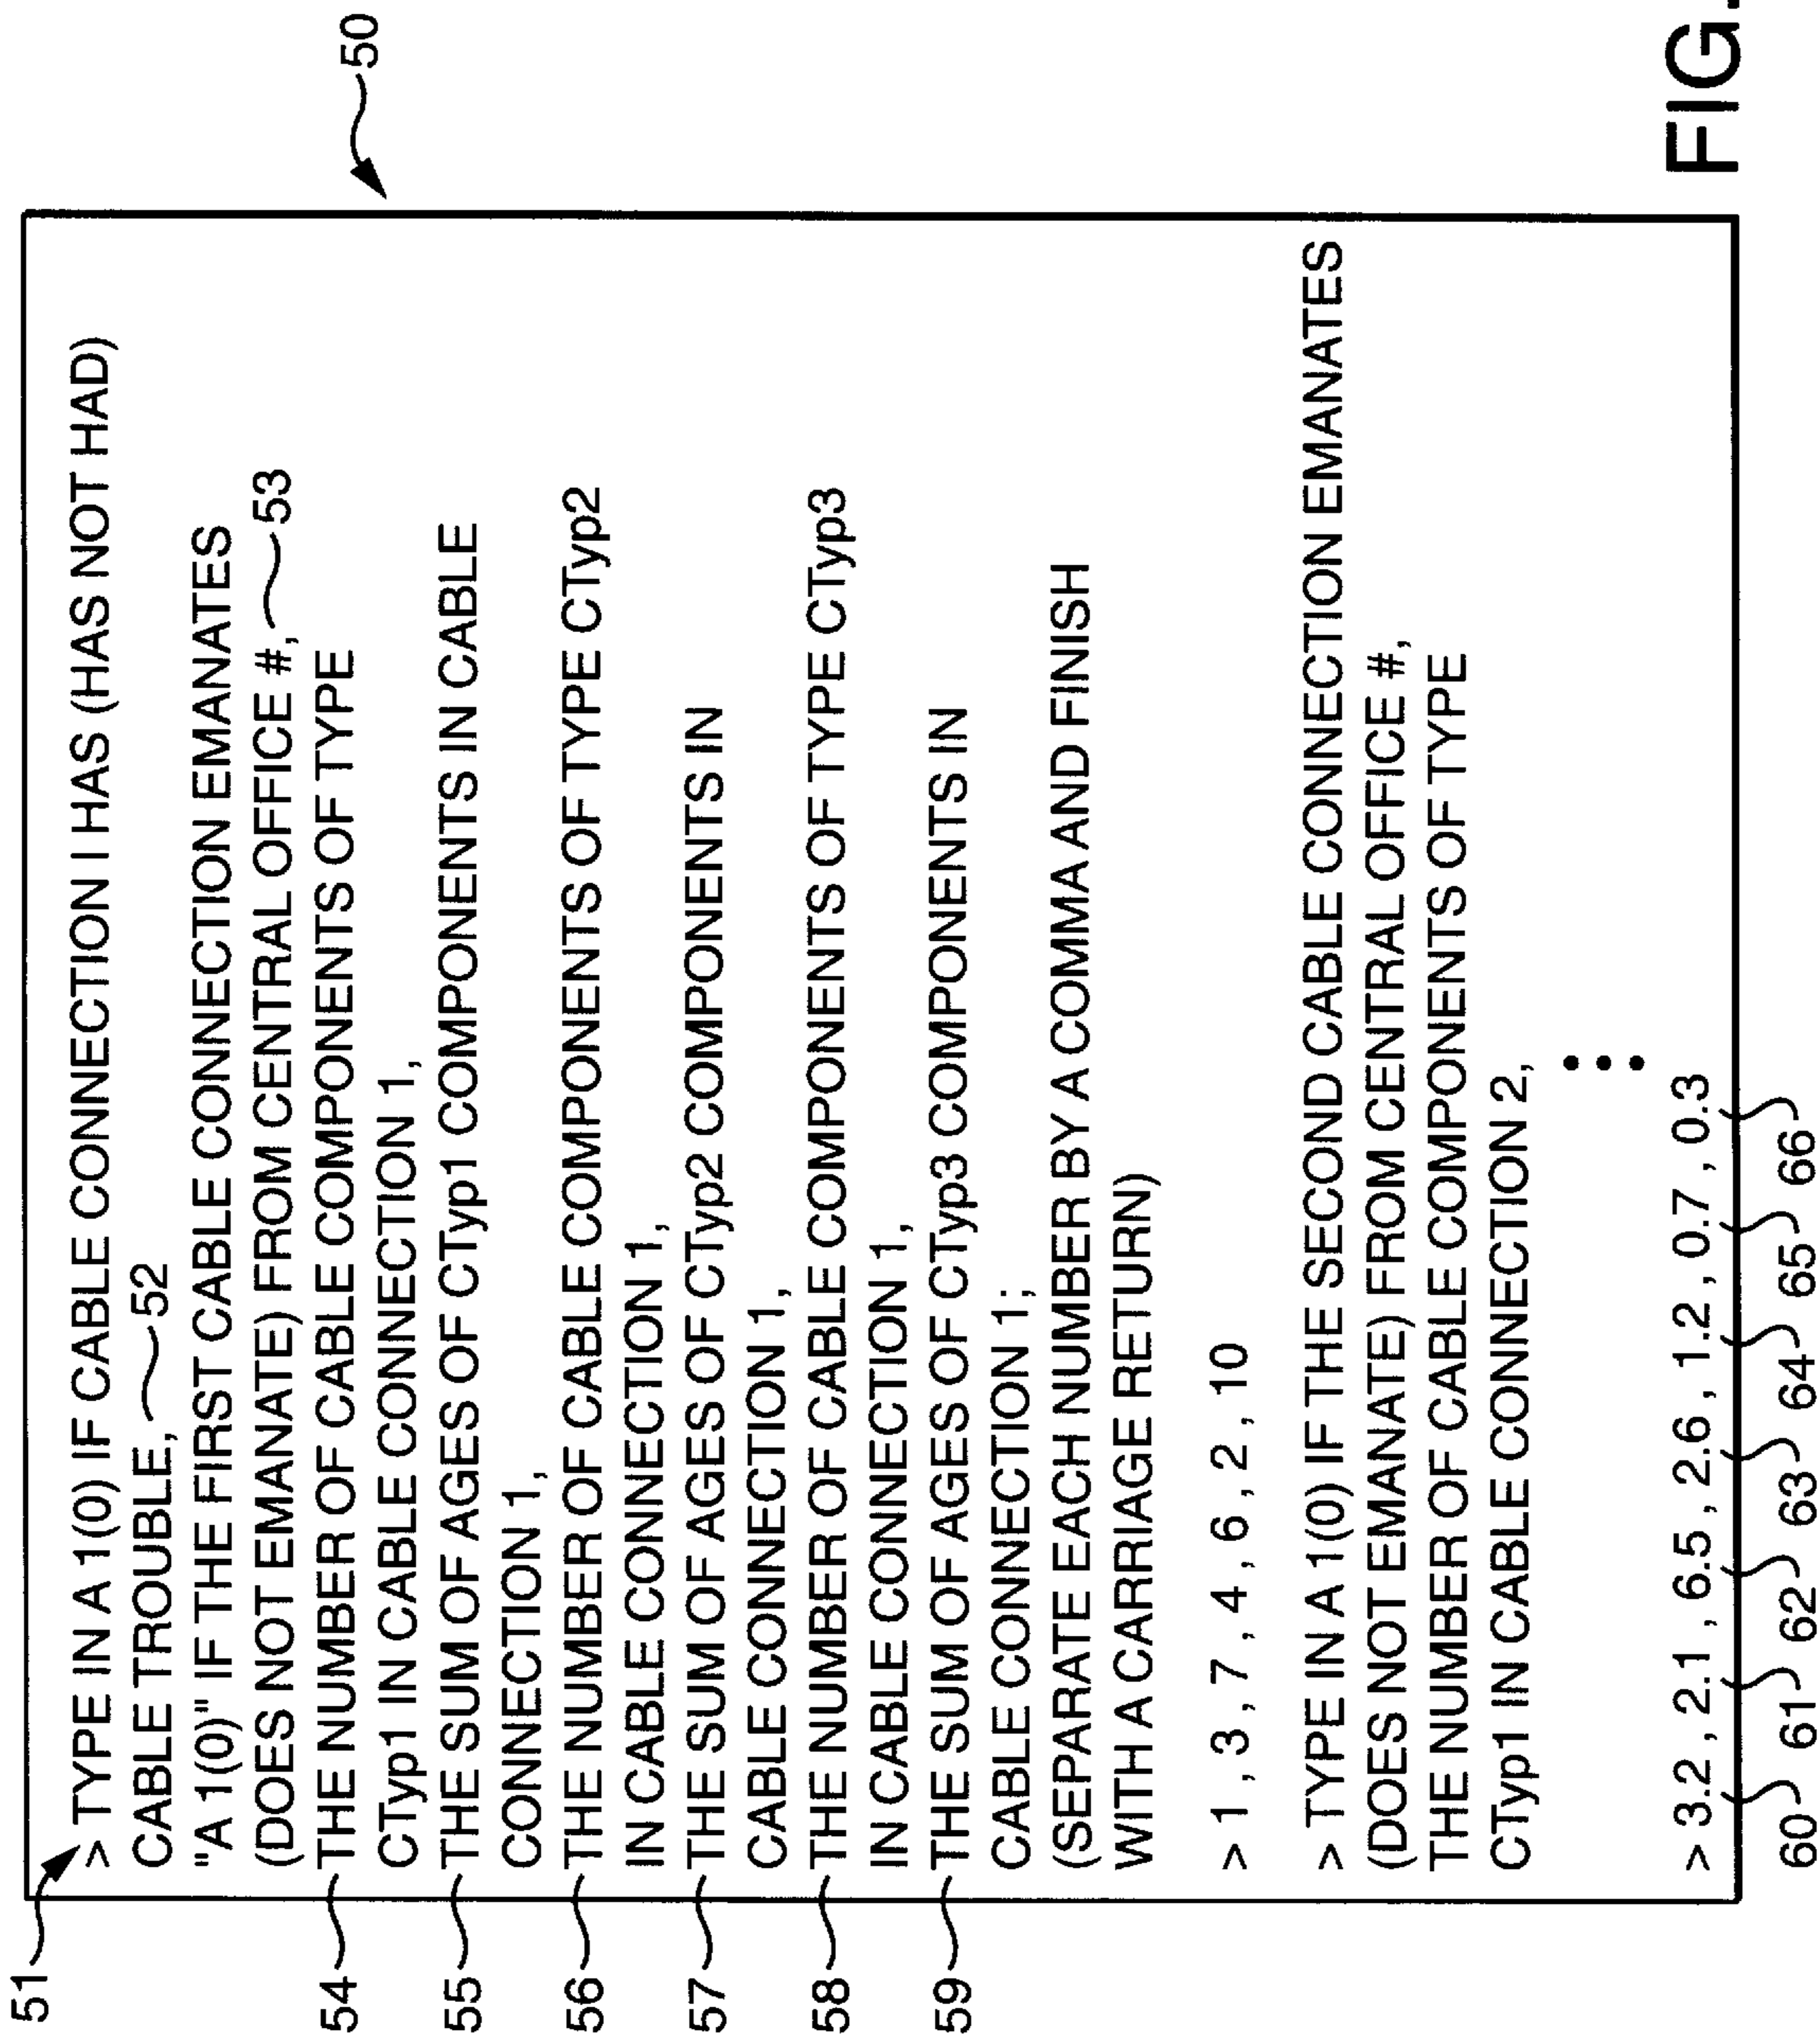 51
50
> TYPE IN A 1(0) IF CABLE CONNECTION I HAS (HAS NOT HAD)
CABLE TROUBLE, 52
"A 1(0)" IF THE FIRST CABLE CONNECTION EMANATES
(DOES NOT EMANATE) FROM CENTRAL OFFICE #, 53
54 THE NUMBER OF CABLE COMPONENTS OF TYPE
CTyp1 IN CABLE CONNECTION 1,
55 THE SUM OF AGES OF CTyp1 COMPONENTS IN CABLE
CONNECTION 1,
56 THE NUMBER OF CABLE COMPONENTS OF TYPE CTyp2
IN CABLE CONNECTION 1,
57 THE SUM OF AGES OF CTyp2 COMPONENTS IN
CABLE CONNECTION 1,
58 THE NUMBER OF CABLE COMPONENTS OF TYPE CTyp3
IN CABLE CONNECTION 1,
59 THE SUM OF AGES OF CTyp3 COMPONENTS IN
CABLE CONNECTION 1;
(SEPARATE EACH NUMBER BY A COMMA AND FINISH
WITH A CARRIAGE RETURN)
> 1 , 3 , 7 , 4 , 6 , 2 , 10
> TYPE IN A 1(0) IF THE SECOND CABLE CONNECTION EMANATES
(DOES NOT EMANATE) FROM CENTRAL OFFICE #,
THE NUMBER OF CABLE COMPONENTS OF TYPE
CTyp1 IN CABLE CONNECTION 2,
> 3.2 , 2.1 , 6.5 , 2.6 , 1.2 , 0.7 , 0.3
60 61 62 63 64 65 66
FIG.